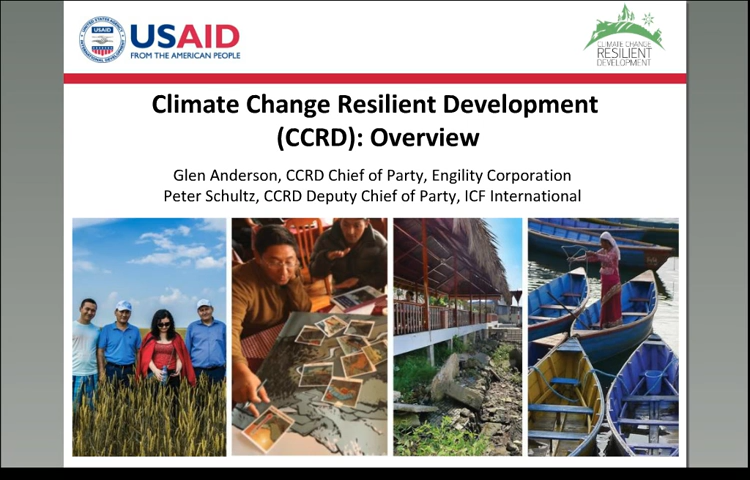 USAID
USAID
FROM THE AMERICAN PEOPLE
CLIMATE CHANGE
RESILIENT
DEVELOPMENT
Climate Change Resilient Development
(CCRD): Overview
Glen Anderson, CCRD Chief of Party, Engility Corporation
Peter Schultz, CCRD Deputy Chief of Party, ICF International